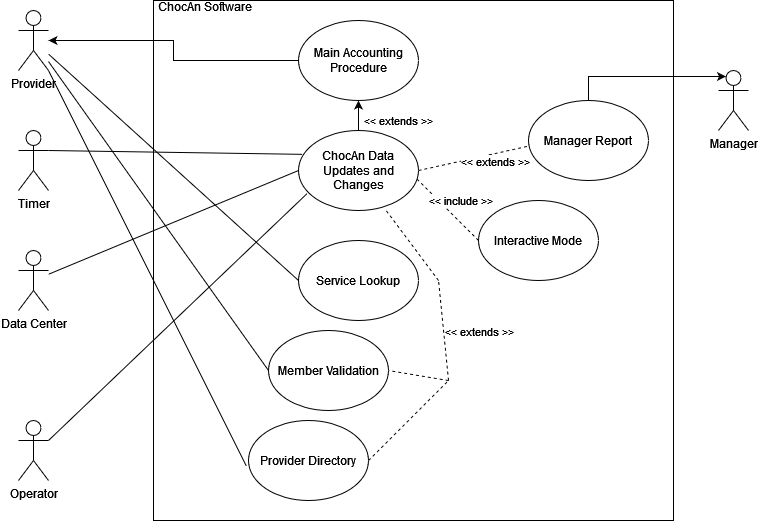 ChocAn Software
Provider
Main Accounting
Procedure
<< extends >>
Manager Report
Manager
Timer
ChocAn Data
Updates and
Changes
<< extends >>
<< include >>
Interactive Mode
Data Center
Service Lookup
<< extends >>
Member Validation
Operator
Provider Directory